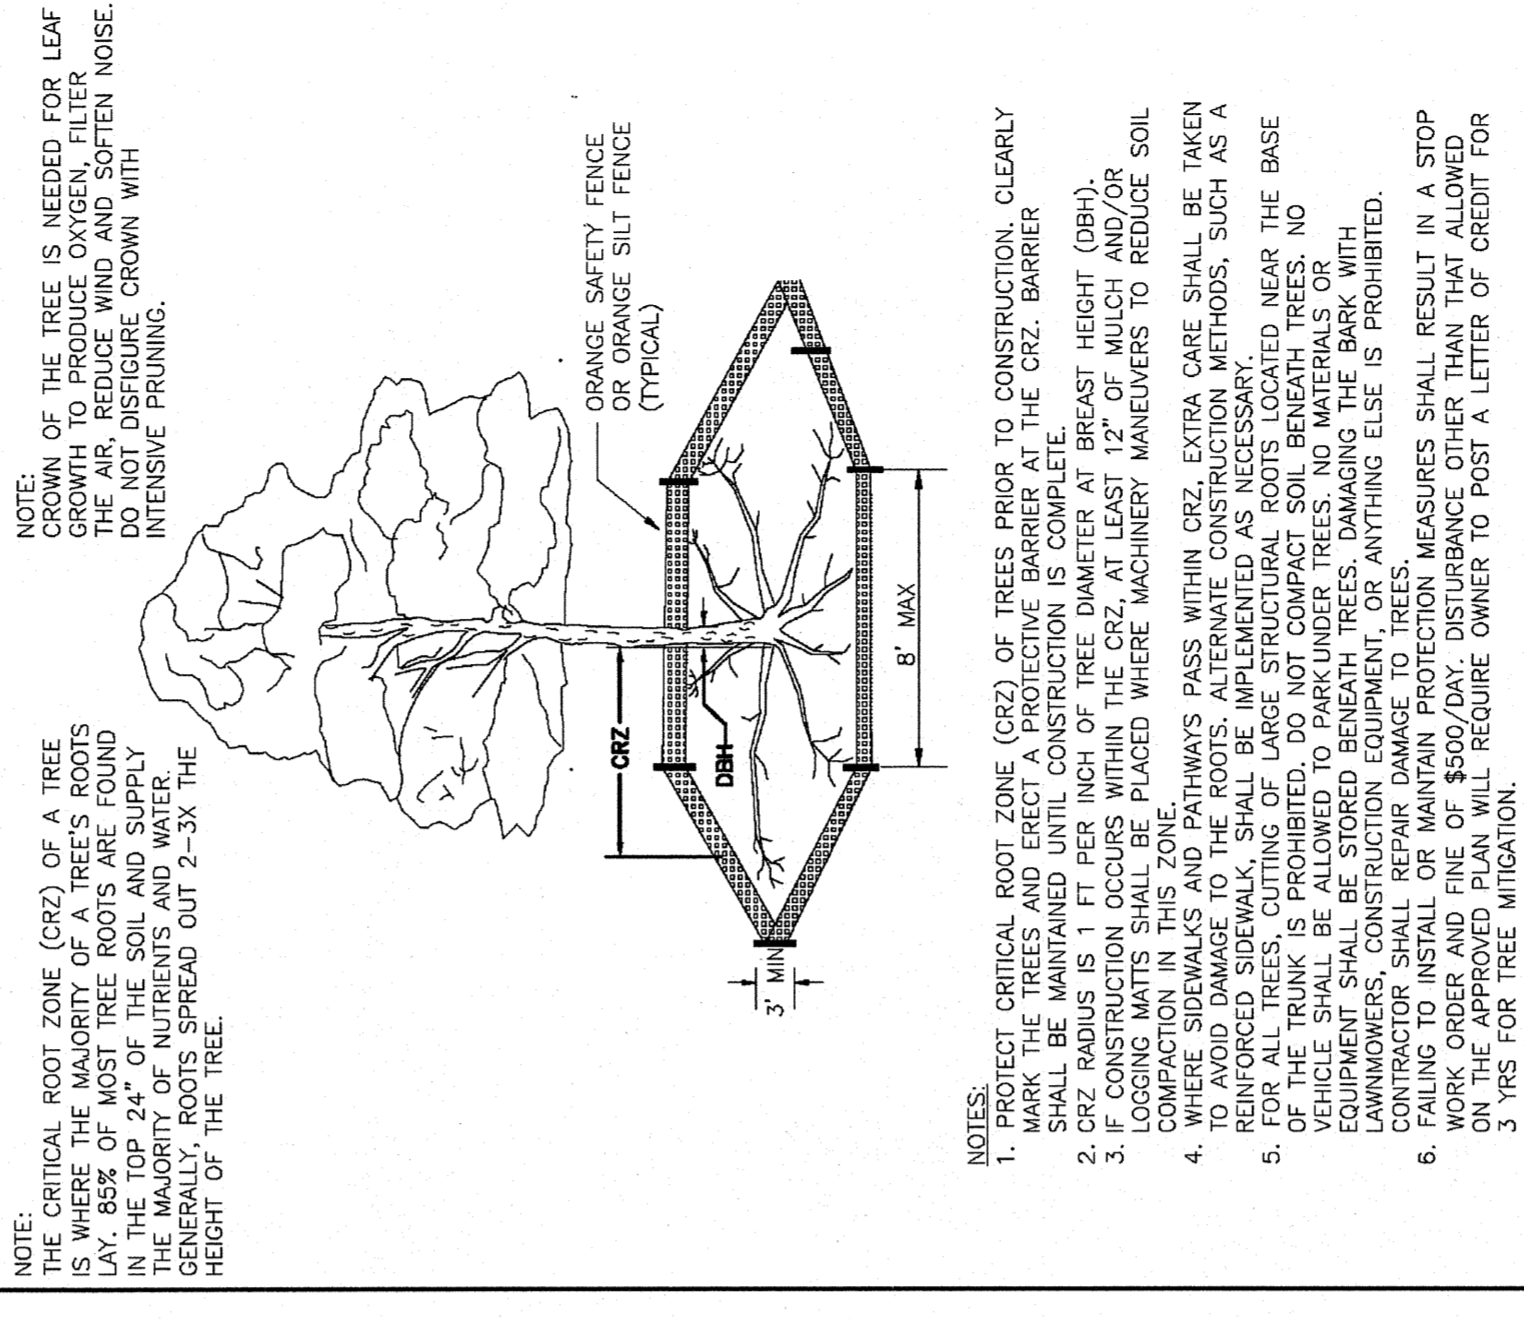 NOTE:
THE CRITICAL ROOT ZONE (CRZ) OF A TREE
IS WHERE THE MAJORITY OF A TREE'S ROOTS
LAY. 85% OF MOST TREE ROOTS ARE FOUND
IN THE TOP 24" OF THE SOIL AND SUPPLY
THE MAJORITY OF NUTRIENTS AND WATER.
GENERALLY, ROOTS SPREAD OUT 2-3X THE
HEIGHT OF THE TREE.
NOTE:
CROWN OF THE TREE IS NEEDED FOR LEAF
GROWTH TO PRODUCE OXYGEN, FILTER
THE AIR, REDUCE WIND AND SOFTEN NOISE.
DO NOT DISFIGURE CROWN WITH
INTENSIVE PRUNING.
ORANGE SAFETY FENCE
OR ORANGE SILT FENCE
(TYPICAL)
CRZ
DBH
3' MIN
8' MAX
NOTES:
1. PROTECT CRITICAL ROOT ZONE (CRZ) OF TREES PRIOR TO CONSTRUCTION. CLEARLY
MARK THE TREES AND ERECT A PROTECTIVE BARRIER AT THE CRZ. BARRIER
SHALL BE MAINTAINED UNTIL CONSTRUCTION IS COMPLETE.
2. CRZ RADIUS IS 1 FT PER INCH OF TREE DIAMETER AT BREAST HEIGHT (DBH).
3. IF CONSTRUCTION OCCURS WITHIN THE CRZ, AT LEAST 12" OF MULCH AND/OR
LOGGING MATTS SHALL BE PLACED WHERE MACHINERY MANEUVERS TO REDUCE SOIL
COMPACTION IN THIS ZONE.
4. WHERE SIDEWALKS AND PATHWAYS PASS WITHIN CRZ, EXTRA CARE SHALL BE TAKEN
TO AVOID DAMAGE TO THE ROOTS. ALTERNATE CONSTRUCTION METHODS, SUCH AS A
REINFORCED SIDEWALK, SHALL BE IMPLEMENTED AS NECESSARY.
5. FOR ALL TREES, CUTTING OF LARGE STRUCTURAL ROOTS LOCATED NEAR THE BASE
OF THE TRUNK IS PROHIBITED. DO NOT COMPACT SOIL BENEATH TREES. NO
VEHICLE SHALL BE ALLOWED TO PARK UNDER TREES. NO MATERIALS OR
EQUIPMENT SHALL BE STORED BENEATH TREES. DAMAGING THE BARK WITH
LAWNMOWERS, CONSTRUCTION EQUIPMENT, OR ANYTHING ELSE IS PROHIBITED.
CONTRACTOR SHALL REPAIR DAMAGE TO TREES.
6. FAILING TO INSTALL OR MAINTAIN PROTECTION MEASURES SHALL RESULT IN A STOP
WORK ORDER AND FINE OF $500/DAY. DISTURBANCE OTHER THAN THAT ALLOWED
ON THE APPROVED PLAN WILL REQUIRE OWNER TO POST A LETTER OF CREDIT FOR
3 YRS FOR TREE MITIGATION.